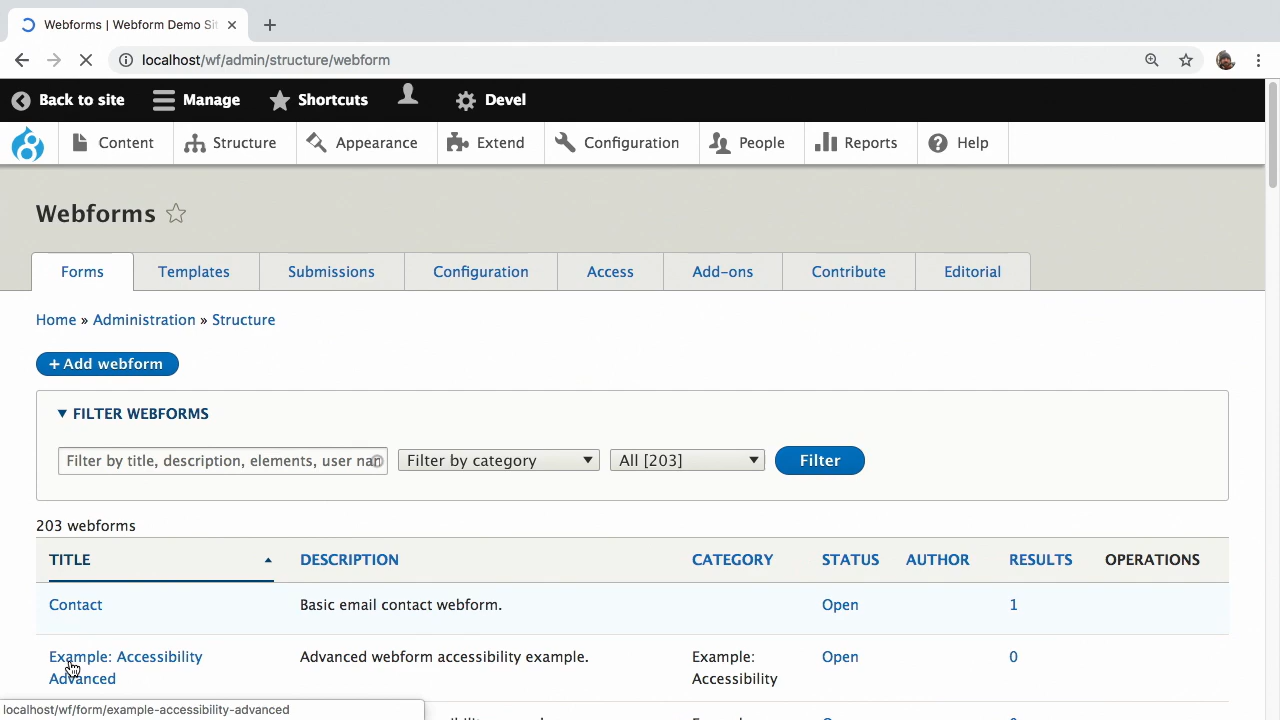 Webforms | Webform Demo Si
localhost/wf/admin/structure/webform
Back to site Manage Shortcuts Devel
Content Structure Appearance Extend Configuration People Reports Help
Webforms
Forms Templates Submissions Configuration Access Add-ons Contribute Editorial
Home » Administration » Structure
+ Add webform
▼ FILTER WEBFORMS
Filter by title, description, elements, user nam Filter by category All [203] Filter
203 webforms
TITLE DESCRIPTION CATEGORY STATUS AUTHOR RESULTS OPERATIONS
Contact Basic email contact webform. Open 1
Example: Accessibility Advanced webform accessibility example. Example: Open 0
Advanced Accessibility
localhost/wf/form/example-accessibility-advanced